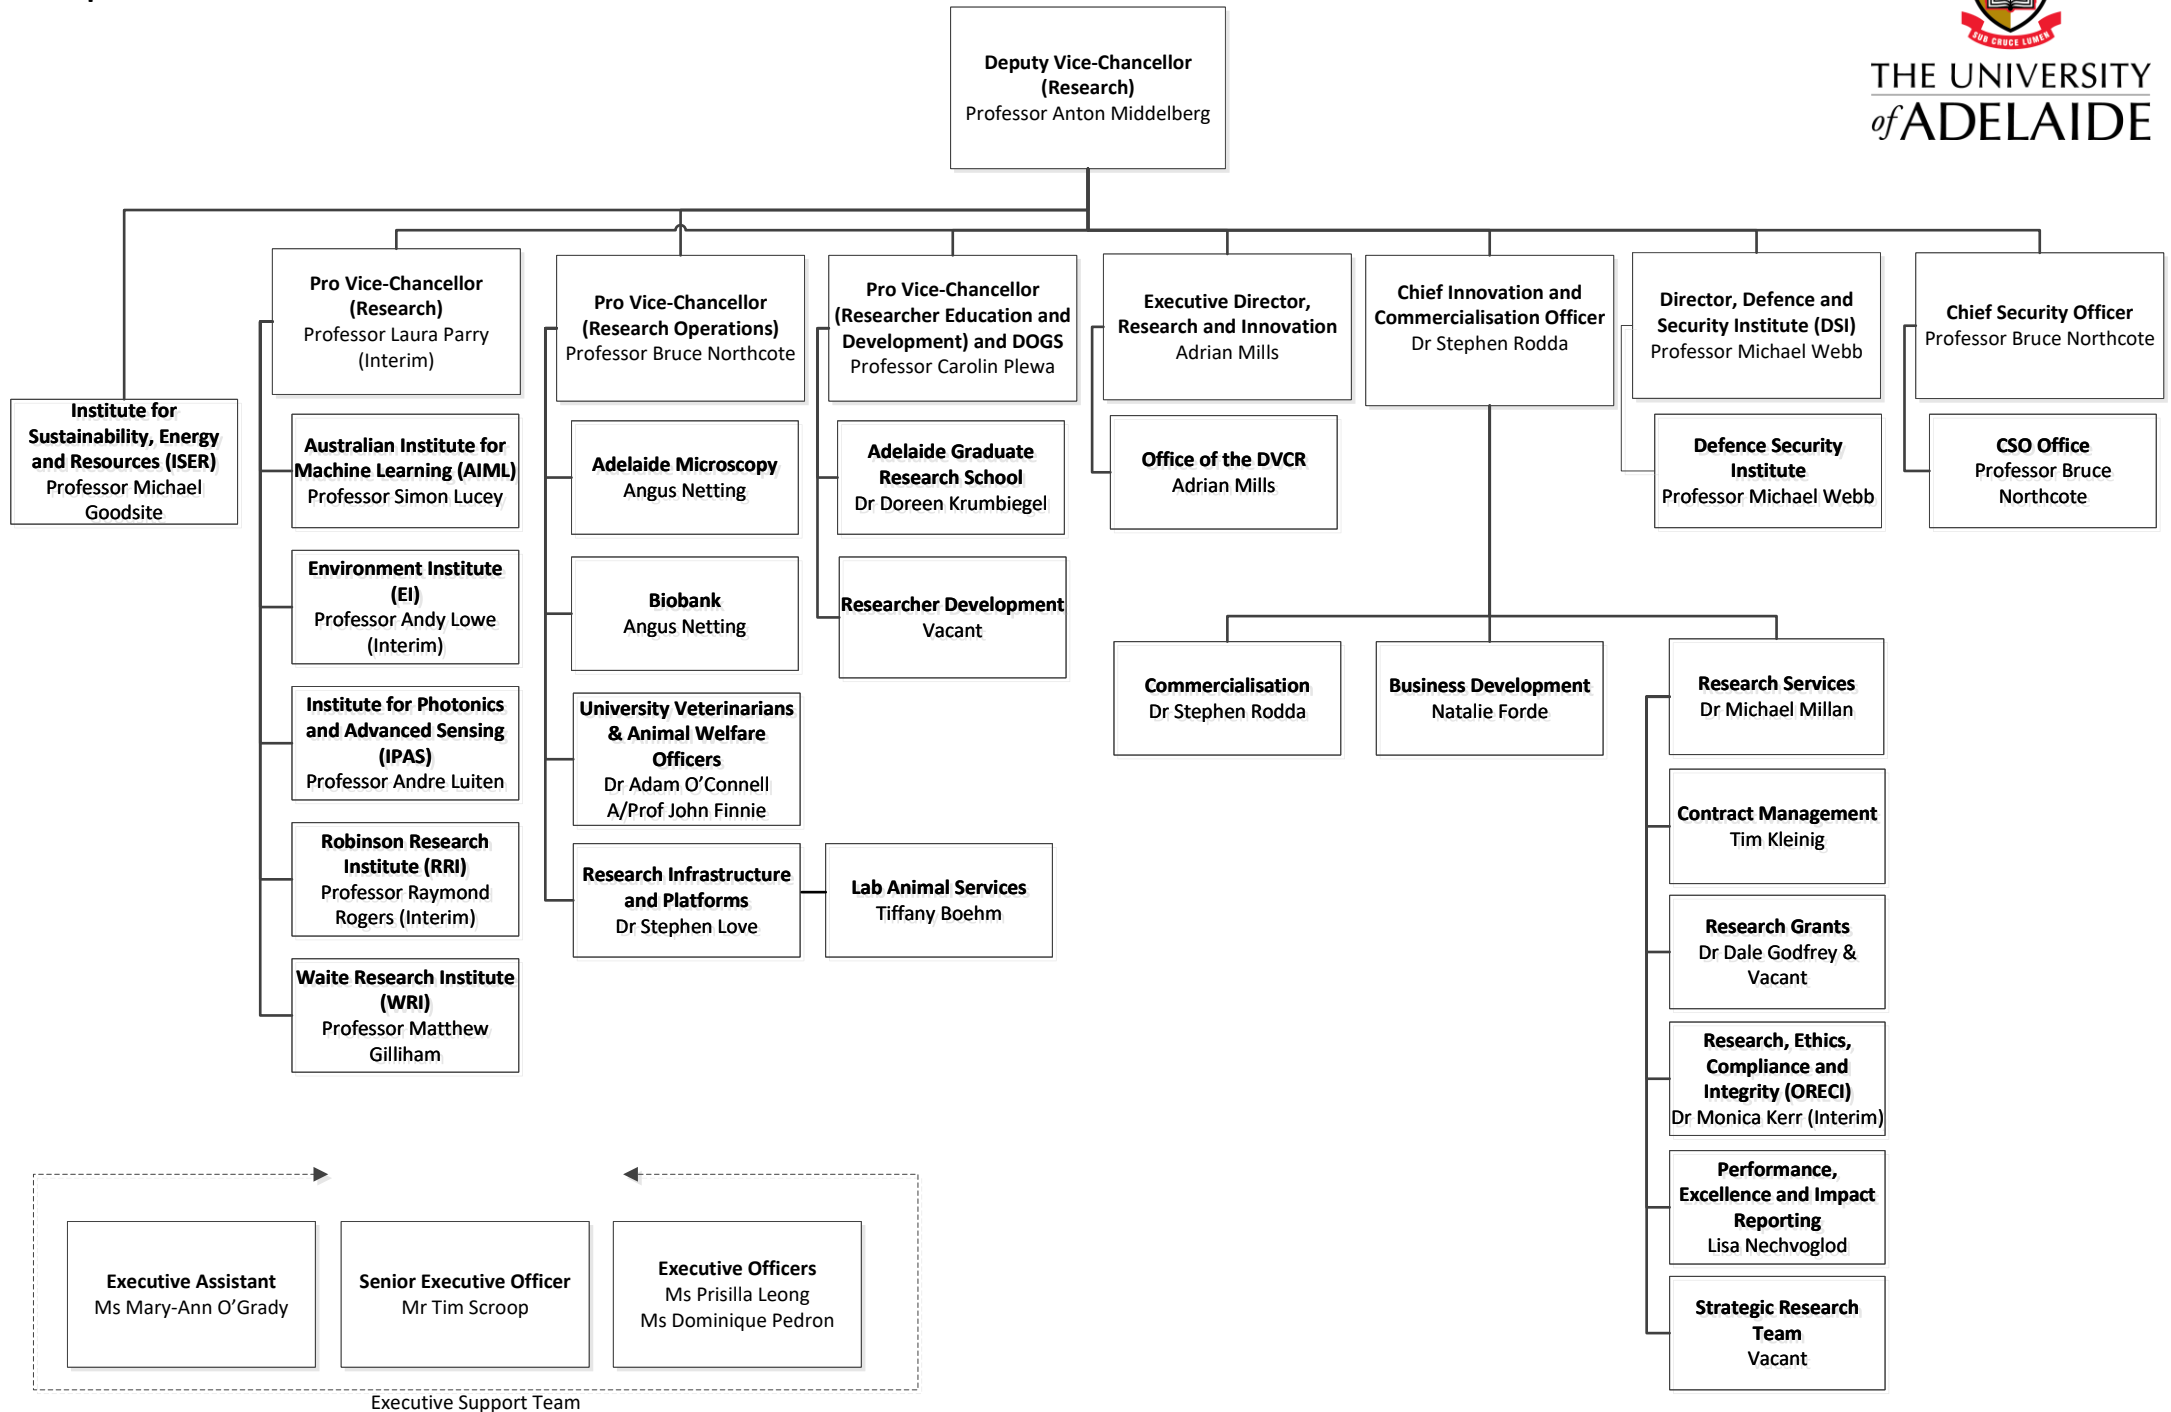 SUB CRUCE LUMEN
THE UNIVERSITY
of ADELAIDE
Deputy Vice-Chancellor
(Research)
Professor Anton Middelberg
Institute for
Sustainability, Energy
and Resources (ISER)
Professor Michael
Goodsite
Pro Vice-Chancellor
(Research)
Professor Laura Parry
(Interim)
Australian Institute for
Machine Learning (AIML)
Professor Simon Lucey
Environment Institute
(EI)
Professor Andy Lowe
(Interim)
Institute for Photonics
and Advanced Sensing
(IPAS)
Professor Andre Luiten
Robinson Research
Institute (RRI)
Professor Raymond
Rogers (Interim)
Waite Research Institute
(WRI)
Professor Matthew
Gilliham
Pro Vice-Chancellor
(Research Operations)
Professor Bruce Northcote
Adelaide Microscopy
Angus Netting
Biobank
Angus Netting
University Veterinarians
& Animal Welfare
Officers
Dr Adam O’Connell
A/Prof John Finnie
Research Infrastructure
and Platforms
Dr Stephen Love
Lab Animal Services
Tiffany Boehm
Pro Vice-Chancellor
(Researcher Education and
Development) and DOGS
Professor Carolin Plewa
Adelaide Graduate
Research School
Dr Doreen Krumbiegel
Researcher Development
Vacant
Executive Director,
Research and Innovation
Adrian Mills
Office of the DVCR
Adrian Mills
Chief Innovation and
Commercialisation Officer
Dr Stephen Rodda
Commercialisation
Dr Stephen Rodda
Business Development
Natalie Forde
Research Services
Dr Michael Millan
Contract Management
Tim Kleinig
Research Grants
Dr Dale Godfrey &
Vacant
Research, Ethics,
Compliance and
Integrity (ORECI)
Dr Monica Kerr (Interim)
Performance,
Excellence and Impact
Reporting
Lisa Nechvoglod
Strategic Research
Team
Vacant
Director, Defence and
Security Institute (DSI)
Professor Michael Webb
Defence Security
Institute
Professor Michael Webb
Chief Security Officer
Professor Bruce Northcote
CSO Office
Professor Bruce
Northcote
Executive Assistant
Ms Mary-Ann O’Grady
Senior Executive Officer
Mr Tim Scroop
Executive Officers
Ms Prisilla Leong
Ms Dominique Pedron
Executive Support Team